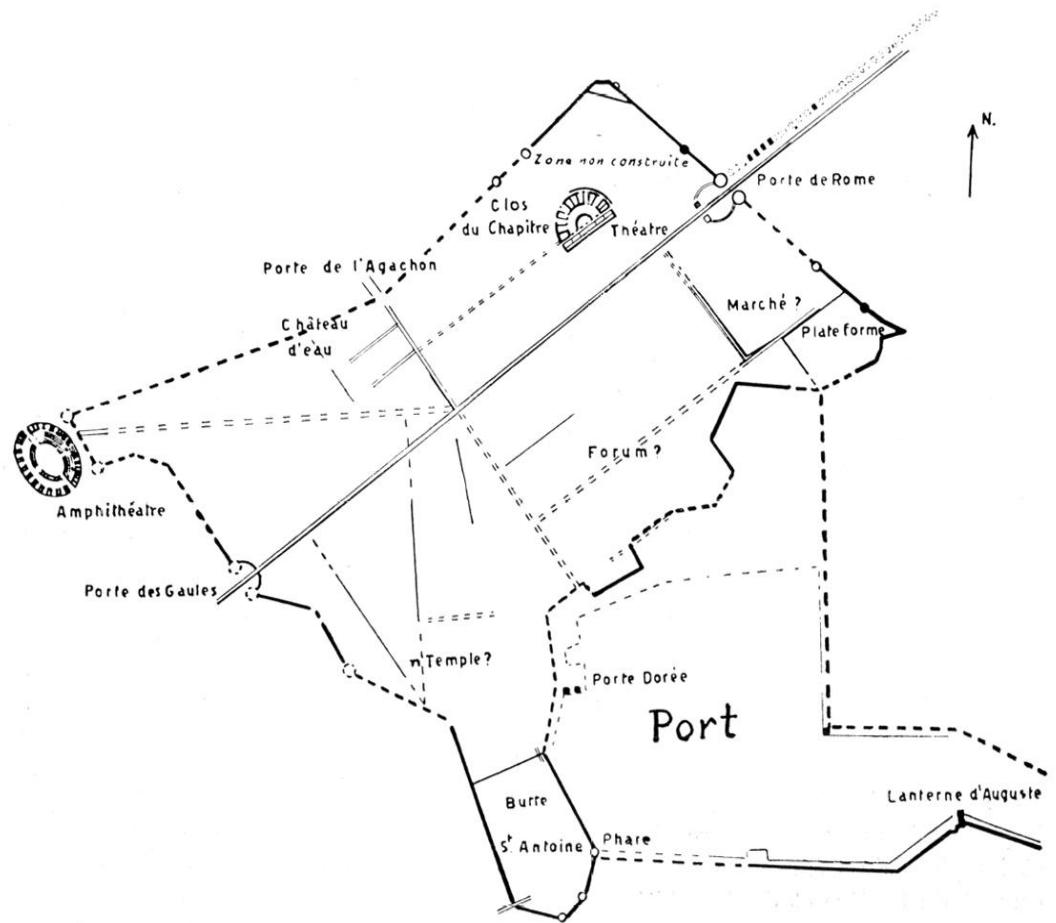 N.
Zone non construite
Porte de Rome
Clos
du Chapitre
Théatre
Porte de l'Agachon
Marché ?
Château
d'eau
Plate forme
Forum ?
Amphithéatre
Porte des Gaules
Temple ?
Porte Dorée
Port
Lanterne d'Auguste
Butte
St. Antoine
Phare